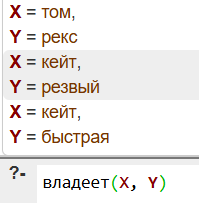 X = том,
Y = рекс
X = кейт,
Y = резвый
X = кейт,
Y = быстрая
?- владеет(X, Y)